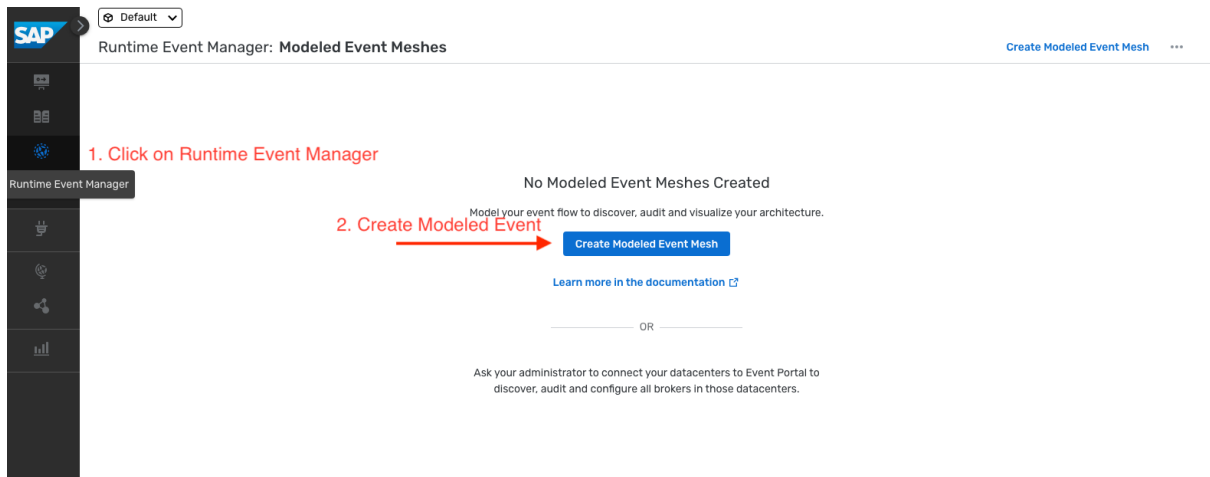 Default
SAP
Runtime Event Manager: Modeled Event Meshes
Create Modeled Event Mesh
1. Click on Runtime Event Manager
Runtime Event Manager
No Modeled Event Meshes Created
Model your event flow to discover, audit and visualize your architecture.
2. Create Modeled Event
Create Modeled Event Mesh
Learn more in the documentation
OR
Ask your administrator to connect your datacenters to Event Portal to
discover, audit and configure all brokers in those datacenters.